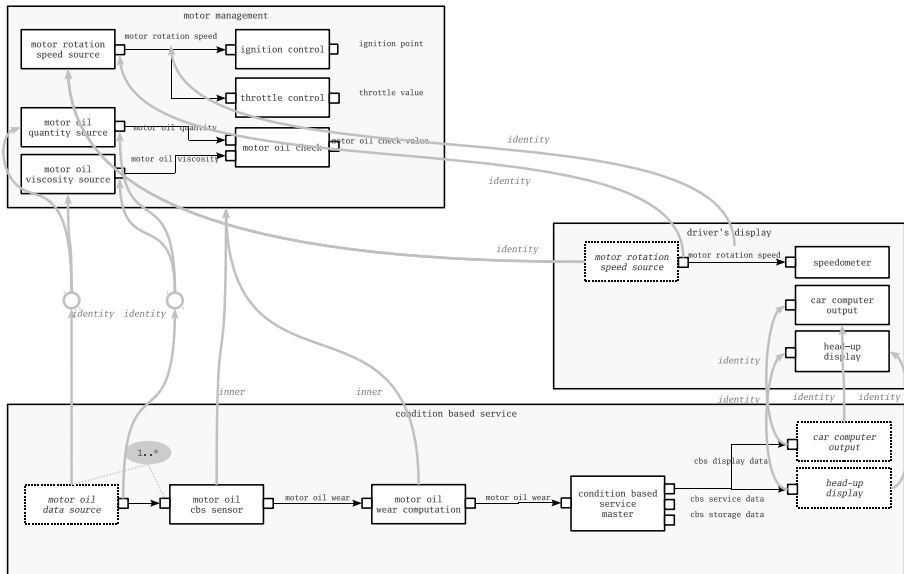 motor management
motor rotation
speed source
motor rotation speed
ignition control
ignition point
throttle control
throttle value
motor oil
quantity source
motor oil quantity
motor oil check
motor oil check value
motor oil
viscosity source
motor oil viscosity
identity
identity
identity
driver's display
motor rotation
speed source
motor rotation speed
speedometer
car computer
output
head-up
display
identity
identity
identity
identity
identity
identity
inner
inner
condition based service
1..*
motor oil
data source
motor oil
cbs sensor
motor oil wear
motor oil
wear computation
motor oil wear
condition based
service
master
cbs display data
cbs service data
cbs storage data
car computer
output
head-up
display